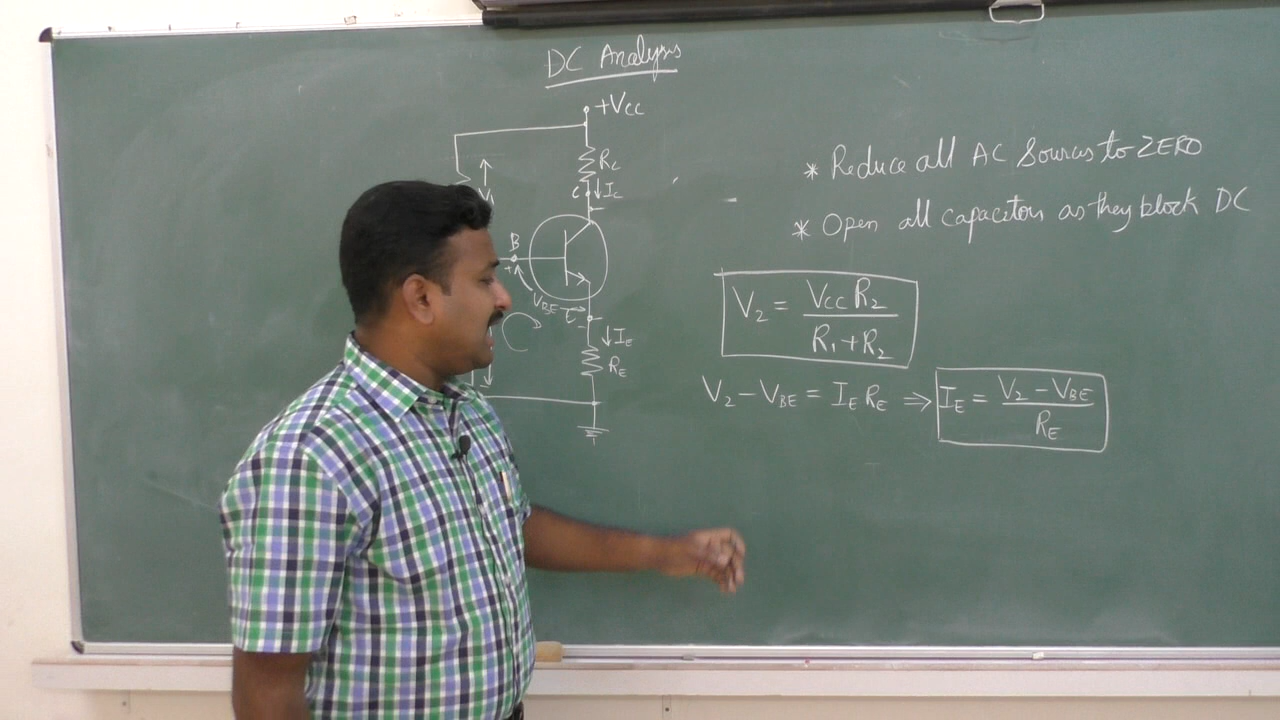 DC Analysis
+Vcc
Rc
C Ic
B
+
VBE
E
-
IE
RE
* Reduce all AC Sources to ZERO
* Open all capacitors as they block DC
V2 = Vcc R2 / R1 + R2
V2 - VBE = IE RE ⇒ IE = V2 - VBE / RE